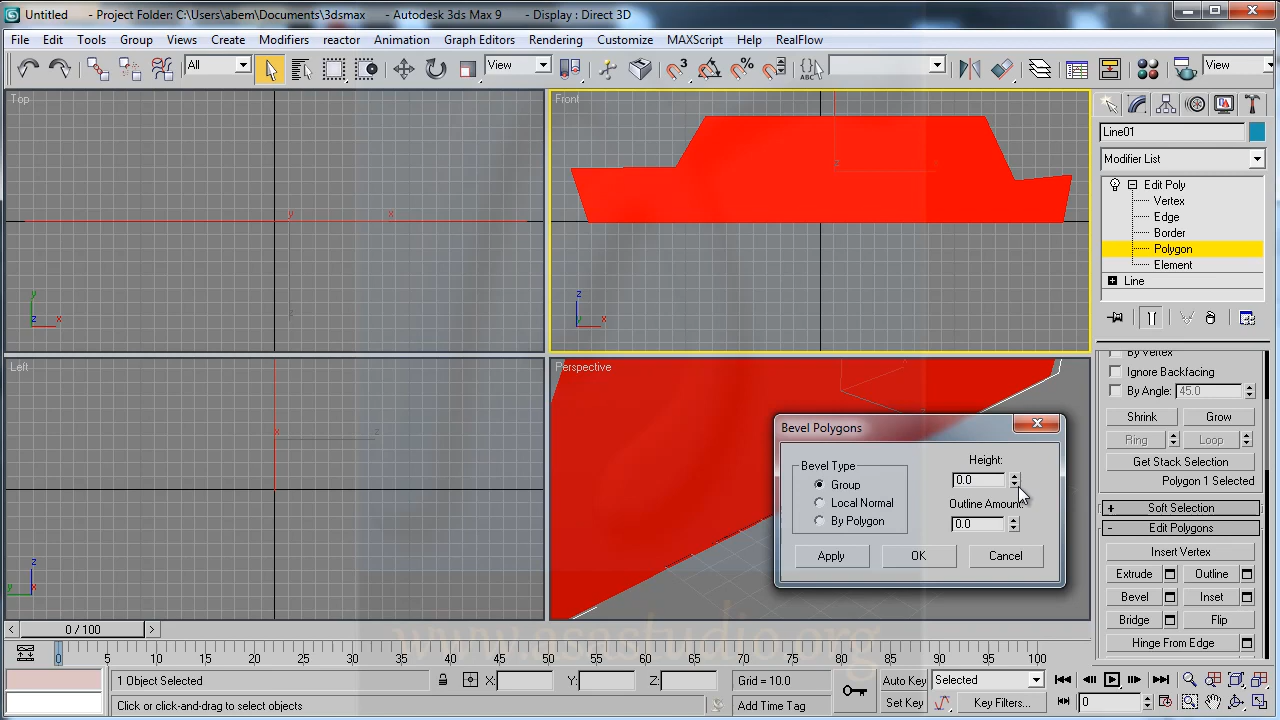 Untitled - Project Folder: C:\Users\abem\Documents\3dsmax - Autodesk 3ds Max 9 - Display : Direct 3D
File Edit Tools Group Views Create Modifiers reactor Animation Graph Editors Rendering Customize MAXScript Help RealFlow
All View 3 % ABC View
Top
Front
Line01
Modifier List
Edit Poly
Vertex
Edge
Border
Polygon
Element
Line
y x
z
y
z x
z
y x
Left
Perspective
x z
z
y x
By Vertex
Ignore Backfacing
By Angle: 45.0
Shrink Grow
Ring Loop
Get Stack Selection
Polygon 1 Selected
+ Soft Selection
- Edit Polygons
Insert Vertex
Extrude Outline
Bevel Inset
Bridge Flip
Hinge From Edge
Bevel Polygons
Bevel Type
Group
Local Normal
By Polygon
Height:
0.0
Outline Amount:
0.0
Apply OK Cancel
www.asastudio.org
< 0 / 100 >
0 5 10 15 20 25 30 35 40 45 50 55 60 65 70 75 80 85 90 95 100
1 Object Selected X: Y: Z: Grid = 10.0 Auto Key Selected
Click or click-and-drag to select objects Add Time Tag Set Key Key Filters... 0